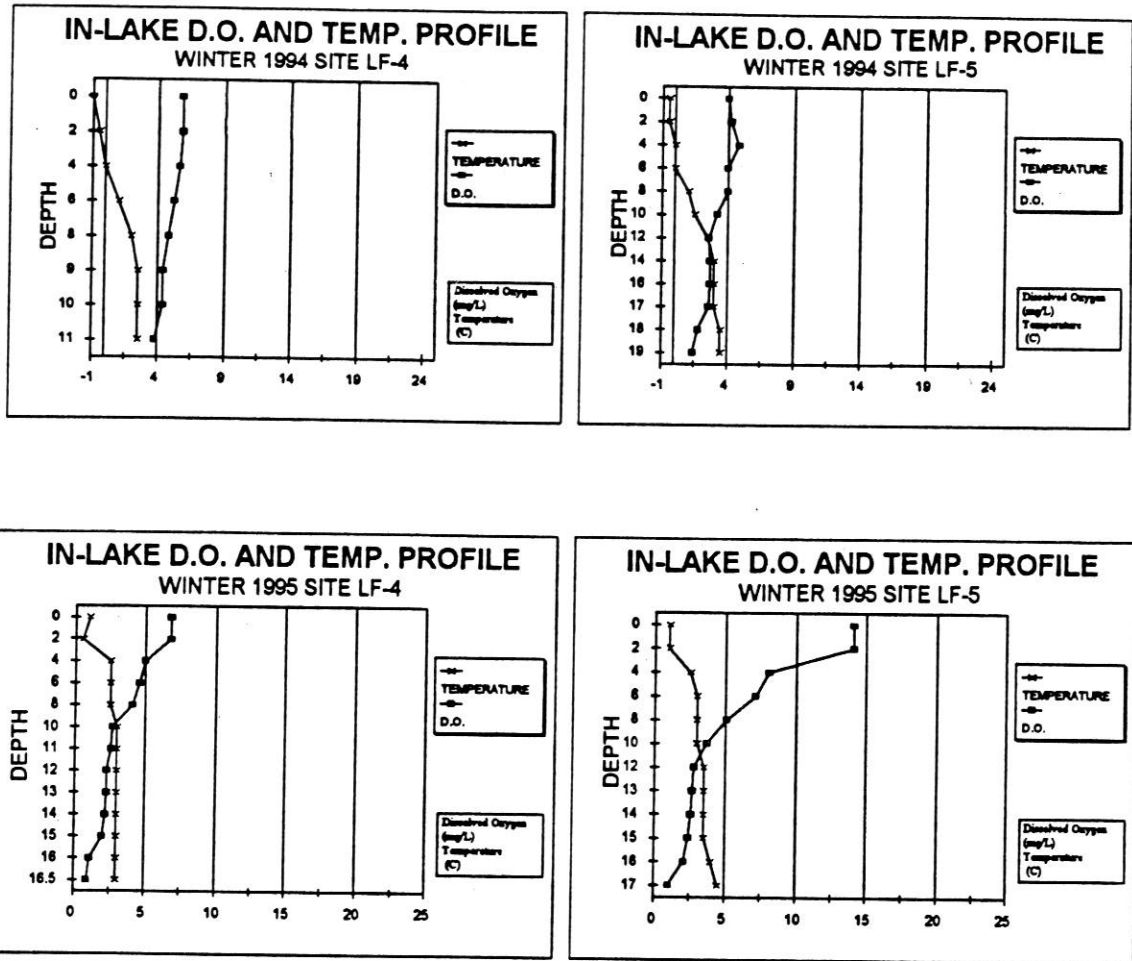 IN-LAKE D.O. AND TEMP. PROFILE
WINTER 1994 SITE LF-4
DEPTH
0
2
4
6
8
9
10
11
-1 4 9 14 19 24
TEMPERATURE
D.O.
Dissolved Oxygen
(mg/L)
Temperature
(C)
IN-LAKE D.O. AND TEMP. PROFILE
WINTER 1994 SITE LF-5
DEPTH
0
2
4
6
8
10
12
14
16
17
18
19
-1 4 9 14 19 24
TEMPERATURE
D.O.
Dissolved Oxygen
(mg/L)
Temperature
(C)
IN-LAKE D.O. AND TEMP. PROFILE
WINTER 1995 SITE LF-4
DEPTH
0
2
4
6
8
10
11
12
13
14
15
16
16.5
0 5 10 15 20 25
TEMPERATURE
D.O.
Dissolved Oxygen
(mg/L)
Temperature
(C)
IN-LAKE D.O. AND TEMP. PROFILE
WINTER 1995 SITE LF-5
DEPTH
0
2
4
6
8
10
12
13
14
15
16
17
0 5 10 15 20 25
TEMPERATURE
D.O.
Dissolved Oxygen
(mg/L)
Temperature
(C)